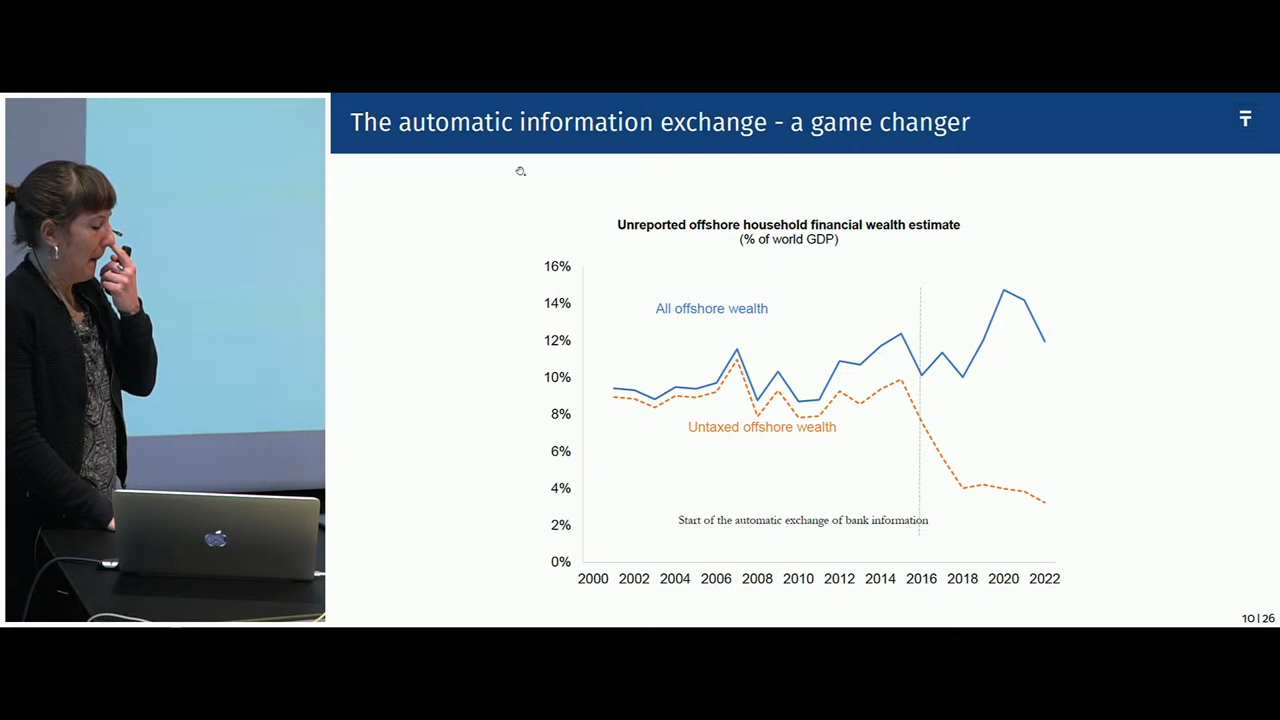 The automatic information exchange - a game changer
Unreported offshore household financial wealth estimate
(% of world GDP)
16%
14%
12%
10%
8%
6%
4%
2%
0%
All offshore wealth
Untaxed offshore wealth
Start of the automatic exchange of bank information
2000 2002 2004 2006 2008 2010 2012 2014 2016 2018 2020 2022
10 | 26